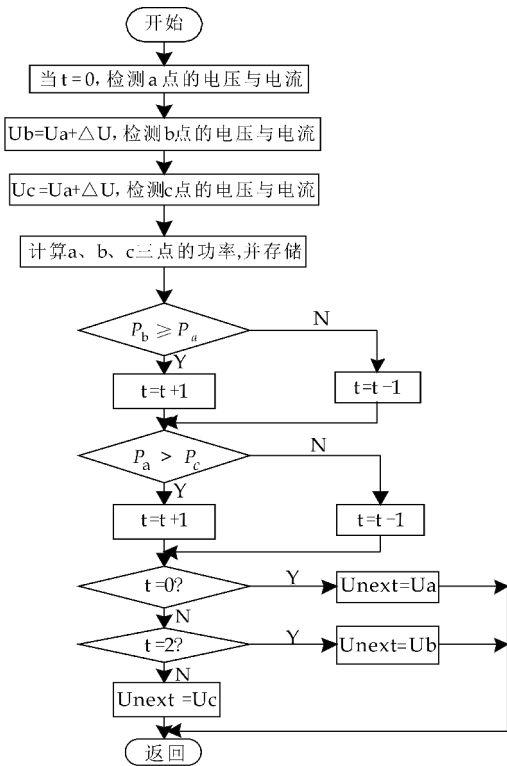 开始
当t=0,检测a点的电压与电流
Ub=Ua+△U,检测b点的电压与电流
Uc=Ua+△U,检测c点的电压与电流
计算a、b、c三点的功率,并存储
Pb ≥ Pa
N
Y
t=t+1
t=t-1
Pa > Pc
N
Y
t=t+1
t=t-1
t=0?
Y
Unext=Ua
N
t=2?
Y
Unext=Ub
N
Unext =Uc
返回